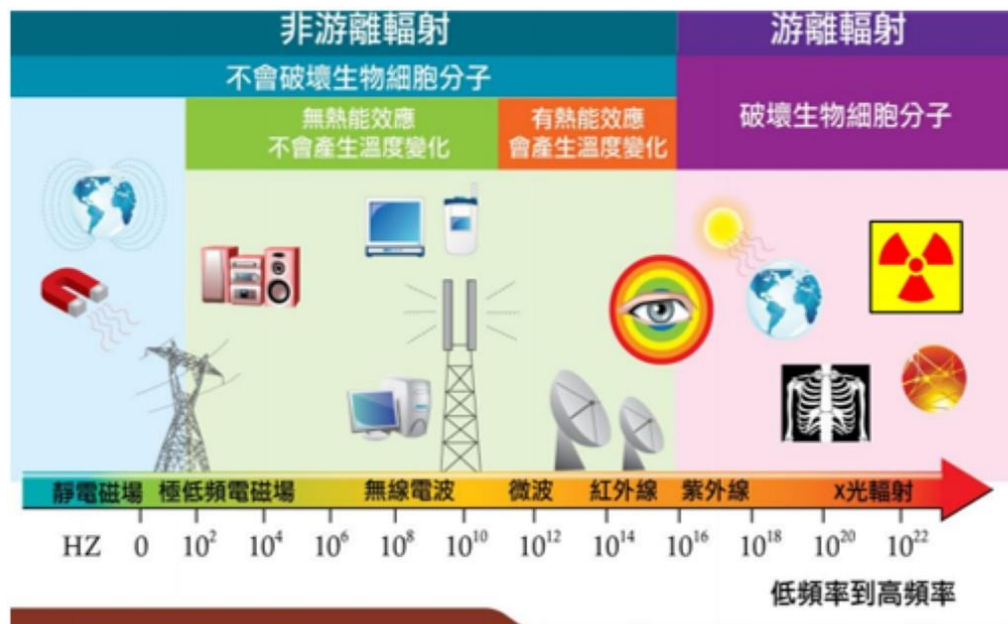 非游離輻射
游離輻射
不會破壞生物細胞分子
破壞生物細胞分子
無熱能效應
不會產生溫度變化
有熱能效應
會產生溫度變化
靜電磁場 極低頻電磁場 無線電波 微波 紅外線 紫外線 X光輻射
HZ 0 10² 10⁴ 10⁶ 10⁸ 10¹⁰ 10¹² 10¹⁴ 10¹⁶ 10¹⁸ 10²⁰ 10²²
低頻率到高頻率